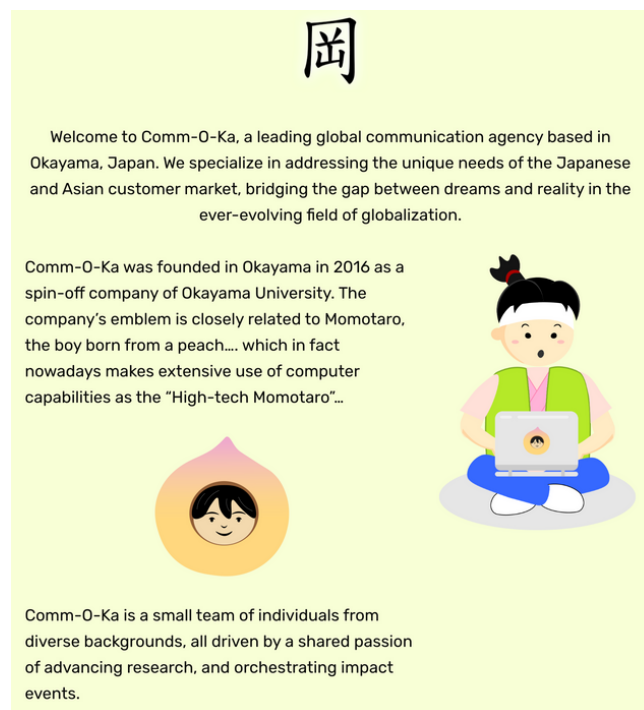 岡
Welcome to Comm-O-Ka, a leading global communication agency based in
Okayama, Japan. We specialize in addressing the unique needs of the Japanese
and Asian customer market, bridging the gap between dreams and reality in the
ever-evolving field of globalization.
Comm-O-Ka was founded in Okayama in 2016 as a
spin-off company of Okayama University. The
company’s emblem is closely related to Momotaro,
the boy born from a peach.... which in fact
nowadays makes extensive use of computer
capabilities as the “High-tech Momotaro”...
Comm-O-Ka is a small team of individuals from
diverse backgrounds, all driven by a shared passion
of advancing research, and orchestrating impact
events.